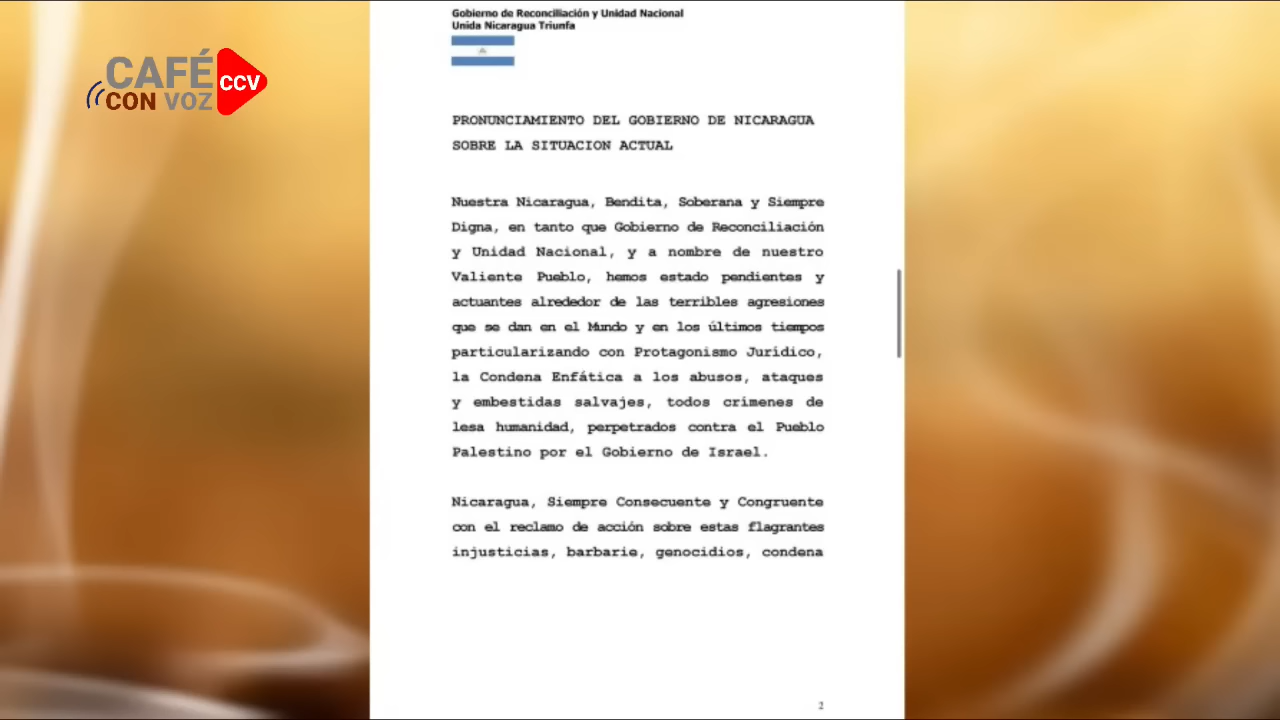 CAFÉ
CON VOZ
CCV
Gobierno de Reconciliación y Unidad Nacional
Unida Nicaragua Triunfa
PRONUNCIAMIENTO DEL GOBIERNO DE NICARAGUA
SOBRE LA SITUACION ACTUAL
Nuestra Nicaragua, Bendita, Soberana y Siempre
Digna, en tanto que Gobierno de Reconciliación
y Unidad Nacional, y a nombre de nuestro
Valiente Pueblo, hemos estado pendientes y
actuantes alrededor de las terribles agresiones
que se dan en el Mundo y en los últimos tiempos
particularizando con Protagonismo Jurídico,
la Condena Enfática a los abusos, ataques
y embestidas salvajes, todos crímenes de
lesa humanidad, perpetrados contra el Pueblo
Palestino por el Gobierno de Israel.
Nicaragua, Siempre Consecuente y Congruente
con el reclamo de acción sobre estas flagrantes
injusticias, barbarie, genocidios, condena
2